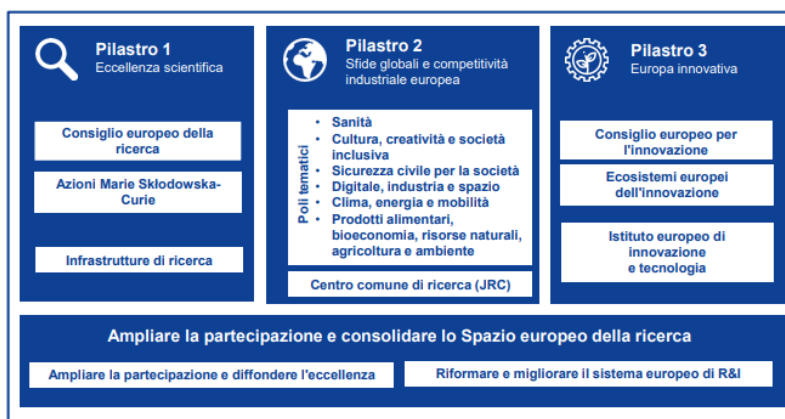 Pilastro 1
Eccellenza scientifica
Consiglio europeo della
ricerca
Azioni Marie Skłodowska-
Curie
Infrastrutture di ricerca
Pilastro 2
Sfide globali e competitività
industriale europea
Poli tematici
• Sanità
• Cultura, creatività e società
inclusiva
• Sicurezza civile per la società
• Digitale, industria e spazio
• Clima, energia e mobilità
• Prodotti alimentari,
bioeconomia, risorse naturali,
agricoltura e ambiente
Centro comune di ricerca (JRC)
Pilastro 3
Europa innovativa
Consiglio europeo per
l'innovazione
Ecosistemi europei
dell'innovazione
Istituto europeo di
innovazione
e tecnologia
Ampliare la partecipazione e consolidare lo Spazio europeo della ricerca
Ampliare la partecipazione e diffondere l'eccellenza
Riformare e migliorare il sistema europeo di R&I